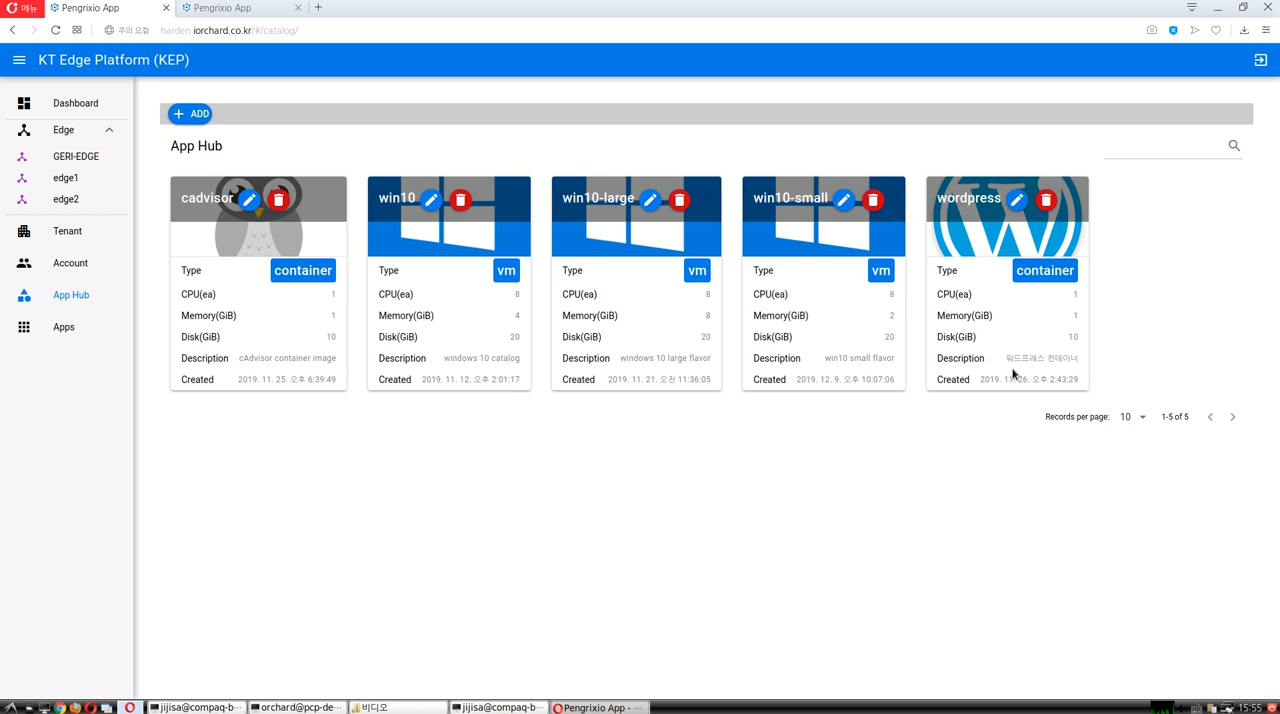 메뉴
Pengrixio App
Pengrixio App
주의 요함
harden.iorchard.co.kr/#/catalog/
KT Edge Platform (KEP)
Dashboard
Edge
GERI-EDGE
edge1
edge2
Tenant
Account
App Hub
Apps
ADD
App Hub
cadvisor
Type container
CPU(ea) 1
Memory(GiB) 1
Disk(GiB) 10
Description cAdvisor container image
Created 2019. 11. 25. 오후 6:39:49
win10
Type vm
CPU(ea) 8
Memory(GiB) 4
Disk(GiB) 20
Description windows 10 catalog
Created 2019. 11. 12. 오후 2:01:17
win10-large
Type vm
CPU(ea) 8
Memory(GiB) 8
Disk(GiB) 20
Description windows 10 large flavor
Created 2019. 11. 21. 오전 11:36:05
win10-small
Type vm
CPU(ea) 8
Memory(GiB) 2
Disk(GiB) 20
Description win10 small flavor
Created 2019. 12. 9. 오후 10:07:06
wordpress
Type container
CPU(ea) 1
Memory(GiB) 1
Disk(GiB) 10
Description 워드프레스 컨테이너
Created 2019. 11. 26. 오후 2:43:29
Records per page: 10 1-5 of 5
jijisa@compaq-b···
orchard@pcp-de···
비디오
jijisa@compaq-b···
Pengrixio App - ···
15:55